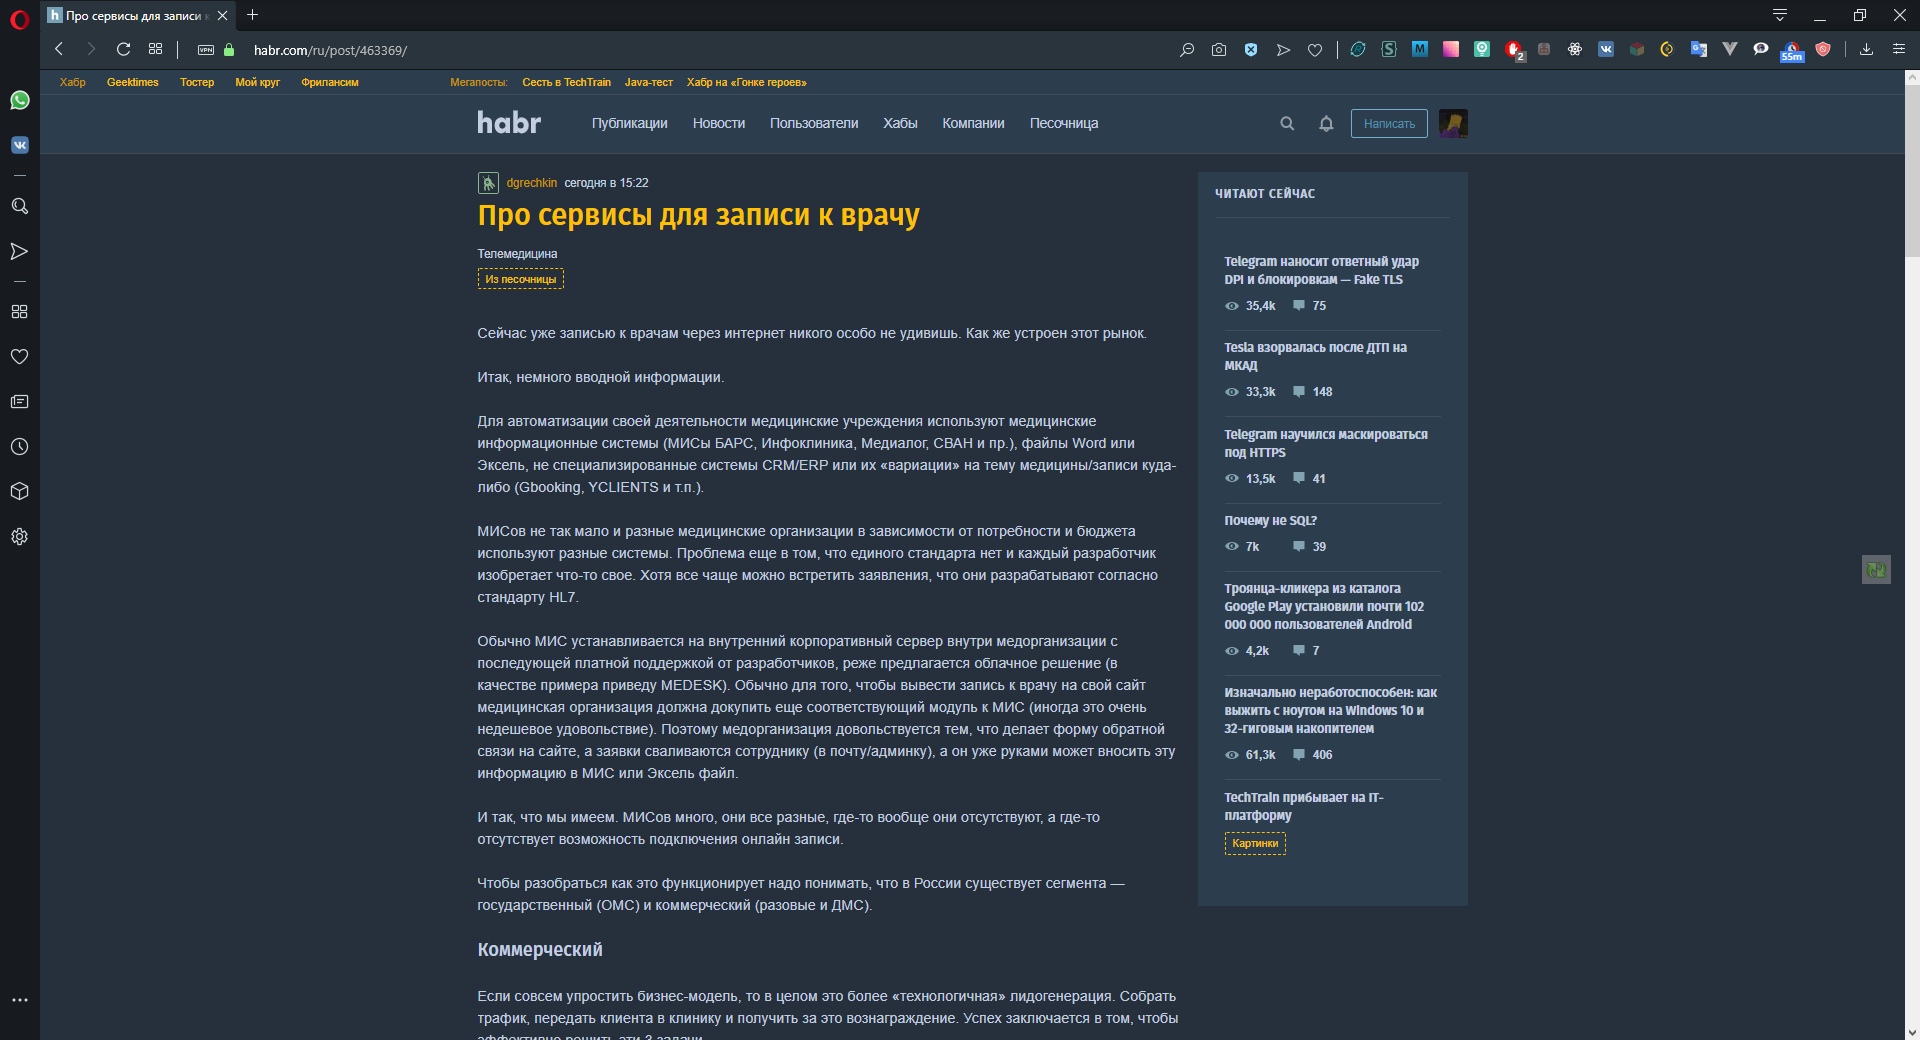 Про сервисы для записи к
habr.com/ru/post/463369/
2
55m
Хабр Geektimes Тостер Мой круг Фрилансим Мегапосты: Сесть в TechTrain Java-тест Хабр на «Гонке героев»
habr Публикации Новости Пользователи Хабы Компании Песочница Написать
dgrechkin сегодня в 15:22
Про сервисы для записи к врачу
Телемедицина
Из песочницы
Сейчас уже записью к врачам через интернет никого особо не удивишь. Как же устроен этот рынок.
Итак, немного вводной информации.
Для автоматизации своей деятельности медицинские учреждения используют медицинские
информационные системы (МИСы БАРС, Инфоклиника, Медиалог, СВАН и пр.), файлы Word или
Эксель, не специализированные системы CRM/ERP или их «вариации» на тему медицины/записи куда-
либо (Gbooking, YCLIENTS и т.п.).
МИСов не так мало и разные медицинские организации в зависимости от потребности и бюджета
используют разные системы. Проблема еще в том, что единого стандарта нет и каждый разработчик
изобретает что-то свое. Хотя все чаще можно встретить заявления, что они разрабатывают согласно
стандарту HL7.
Обычно МИС устанавливается на внутренний корпоративный сервер внутри медорганизации с
последующей платной поддержкой от разработчиков, реже предлагается облачное решение (в
качестве примера приведу MEDESK). Обычно для того, чтобы вывести запись к врачу на свой сайт
медицинская организация должна докупить еще соответствующий модуль к МИС (иногда это очень
недешевое удовольствие). Поэтому медорганизация довольствуется тем, что делает форму обратной
связи на сайте, а заявки сваливаются сотруднику (в почту/админку), а он уже руками может вносить эту
информацию в МИС или Эксель файл.
И так, что мы имеем. МИСов много, они все разные, где-то вообще они отсутствуют, а где-то
отсутствует возможность подключения онлайн записи.
Чтобы разобраться как это функционирует надо понимать, что в России существует сегмента —
государственный (ОМС) и коммерческий (разовые и ДМС).
Коммерческий
Если совсем упростить бизнес-модель, то в целом это более «технологичная» лидогенерация. Собрать
трафик, передать клиента в клинику и получить за это вознаграждение. Успех заключается в том, чтобы
эффективно решить эти 3 задачи
ЧИТАЮТ СЕЙЧАС
Telegram наносит ответный удар
DPI и блокировкам — Fake TLS
35,4k 75
Tesla взорвалась после ДТП на
МКАД
33,3k 148
Telegram научился маскироваться
под HTTPS
13,5k 41
Почему не SQL?
7k 39
Троянца-кликера из каталога
Google Play установили почти 102
000 000 пользователей Android
4,2k 7
Изначально неработоспособен: как
выжить с ноутом на Windows 10 и
32-гиговым накопителем
61,3k 406
TechTrain прибывает на IT-
платформу
Картинки